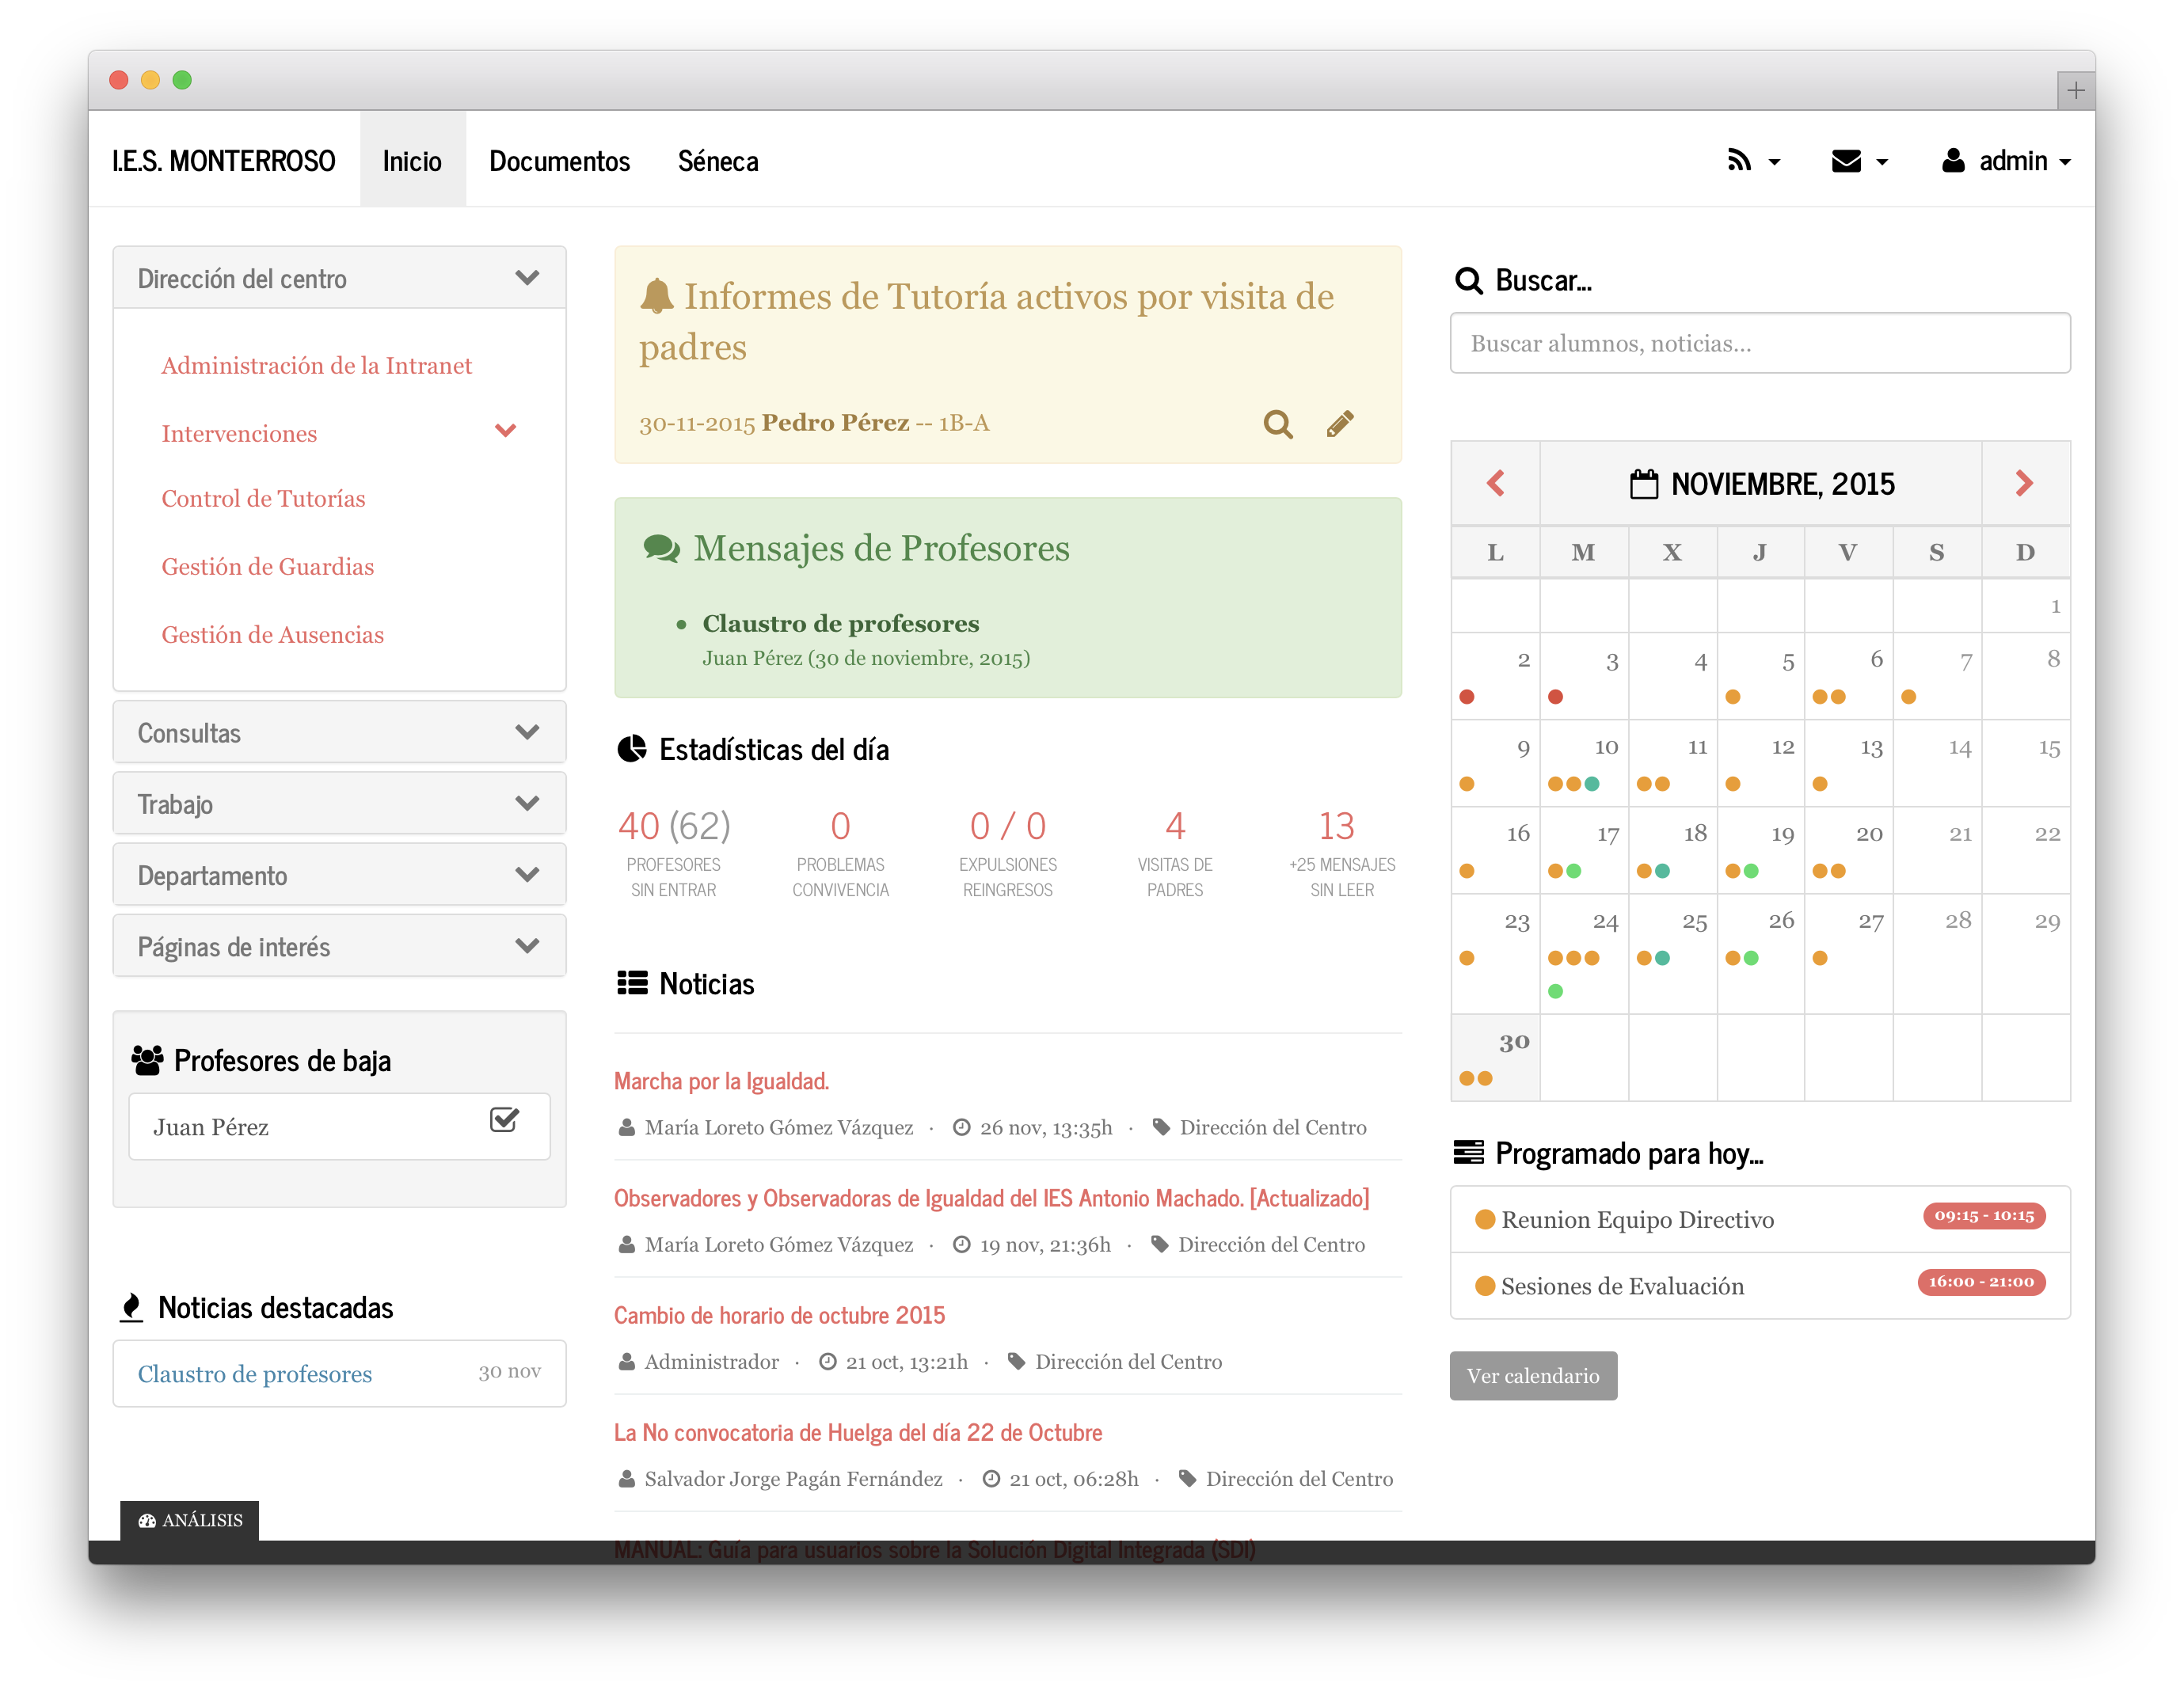 I.E.S. MONTERROSO
Inicio
Documentos
Séneca
admin
Dirección del centro
Administración de la Intranet
Intervenciones
Control de Tutorías
Gestión de Guardias
Gestión de Ausencias
Consultas
Trabajo
Departamento
Páginas de interés
Profesores de baja
Juan Pérez
Noticias destacadas
Claustro de profesores 30 nov
ANÁLISIS
Informes de Tutoría activos por visita de
padres
30-11-2015 Pedro Pérez -- 1B-A
Mensajes de Profesores
Claustro de profesores
Juan Pérez (30 de noviembre, 2015)
Estadísticas del día
40 (62)
PROFESORES
SIN ENTRAR
0
PROBLEMAS
CONVIVENCIA
0 / 0
EXPULSIONES
REINGRESOS
4
VISITAS DE
PADRES
13
+25 MENSAJES
SIN LEER
Noticias
Marcha por la Igualdad.
María Loreto Gómez Vázquez · 26 nov, 13:35h · Dirección del Centro
Observadores y Observadoras de Igualdad del IES Antonio Machado. [Actualizado]
María Loreto Gómez Vázquez · 19 nov, 21:36h · Dirección del Centro
Cambio de horario de octubre 2015
Administrador · 21 oct, 13:21h · Dirección del Centro
La No convocatoria de Huelga del día 22 de Octubre
Salvador Jorge Pagán Fernández · 21 oct, 06:28h · Dirección del Centro
MANUAL: Guía para usuarios sobre la Solución Digital Integrada (SDI)
Buscar...
Buscar alumnos, noticias...
NOVIEMBRE, 2015
L M X J V S D
1
2 3 4 5 6 7 8
9 10 11 12 13 14 15
16 17 18 19 20 21 22
23 24 25 26 27 28 29
30
Programado para hoy...
Reunion Equipo Directivo 09:15 - 10:15
Sesiones de Evaluación 16:00 - 21:00
Ver calendario